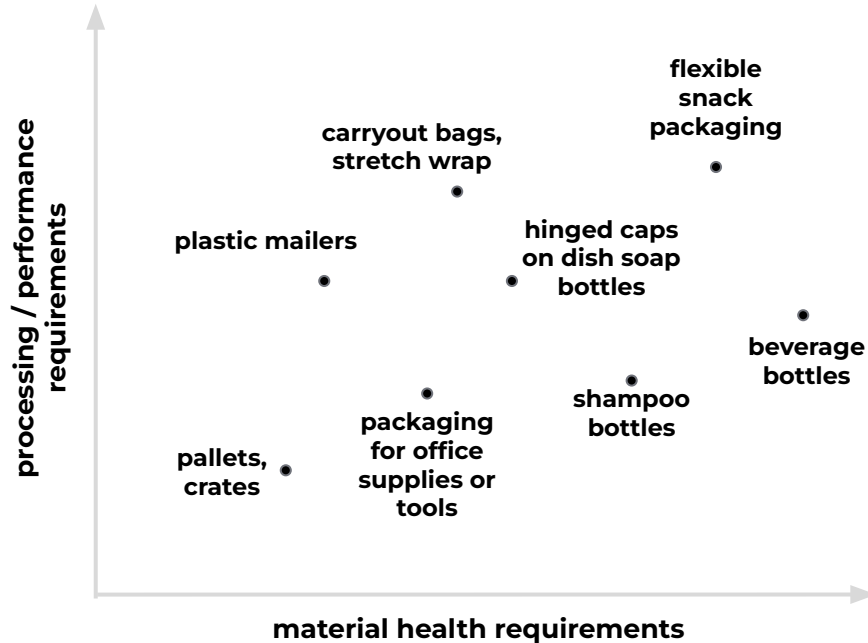 flexible
snack
packaging
carryout bags,
stretch wrap
plastic mailers
hinged caps
on dish soap
bottles
beverage
bottles
shampoo
bottles
packaging
for office
supplies or
tools
pallets,
crates
processing / performance
requirements
material health requirements